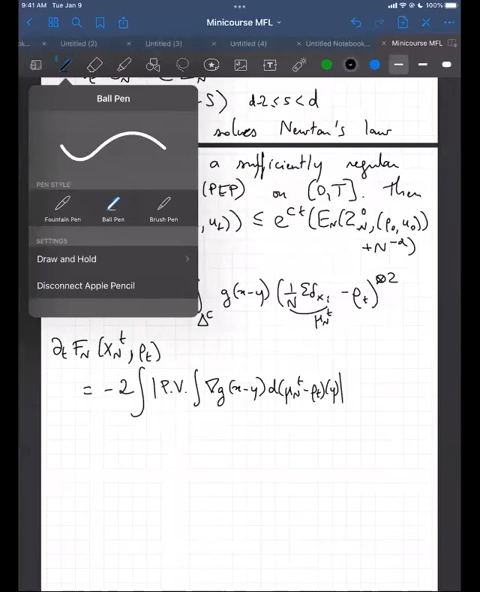 9:41 AM Tue Jan 9
100%
Minicourse MFL
Untitled (2)
Untitled (3)
Untitled (4)
Untitled Notebook...
Minicourse MFL
-s) d-2 ≤ s < d
solves Newton's law
Ball Pen
a sufficiently regular
PEN STYLE
(PEP) on [0,T]. Then
u_t)) ≤ e^{Ct}(E_N(Z_N^0,(ρ_0,u_0))
+N^{-α})
Fountain Pen
Ball Pen
Brush Pen
SETTINGS
Draw and Hold
Disconnect Apple Pencil
Δ^c g(x-y) (1/N Σδ_{x_i} - ρ_t)^{⊗2}
μ_N^t
∂_t F_N (X_N^t, ρ_t)
= -2 ∫ | P.V. ∫ ∇g(x-y) d(μ_N^t - ρ_t)(y)|